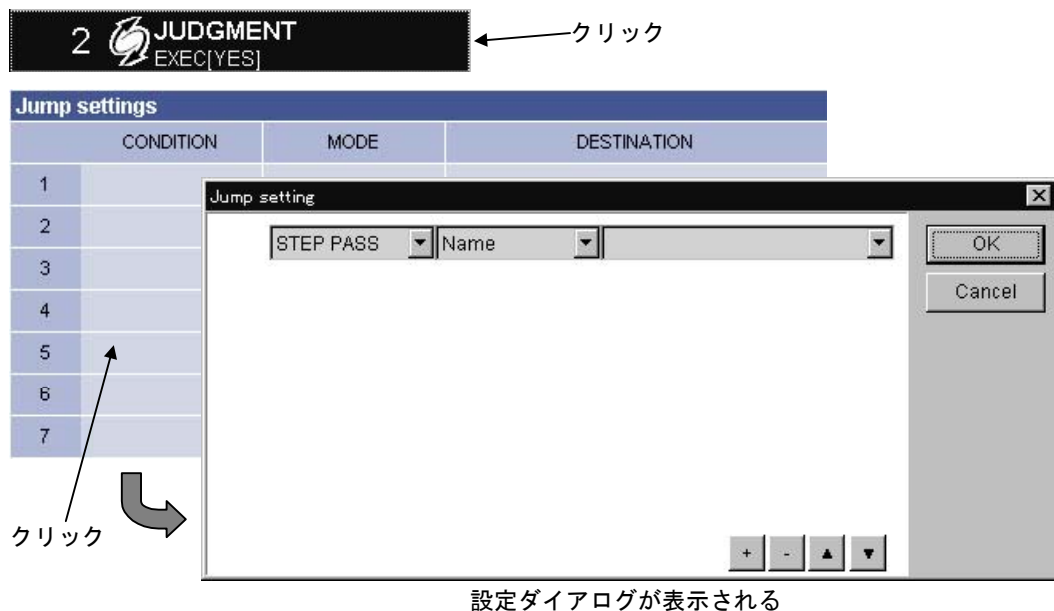 2 JUDGMENT
EXEC[YES]
クリック
Jump settings
CONDITION MODE DESTINATION
1
2
3
4
5
6
7
Jump setting
STEP PASS Name
OK
Cancel
+ - ▲ ▼
クリック
設定ダイアログが表示される